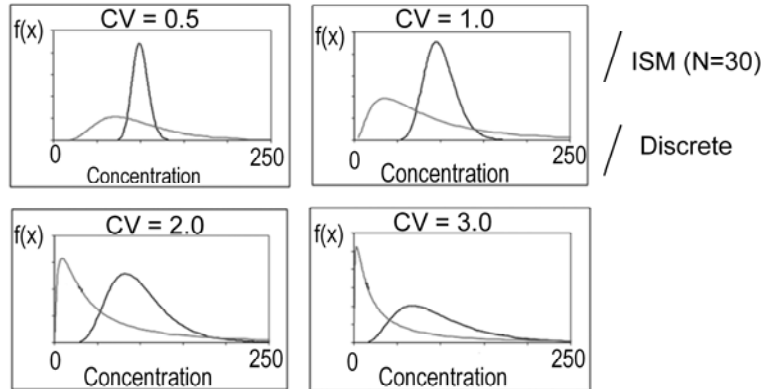 CV = 0.5
f(x)
0
250
Concentration
CV = 1.0
f(x)
0
250
Concentration
ISM (N=30)
Discrete
CV = 2.0
f(x)
0
250
Concentration
CV = 3.0
f(x)
0
250
Concentration